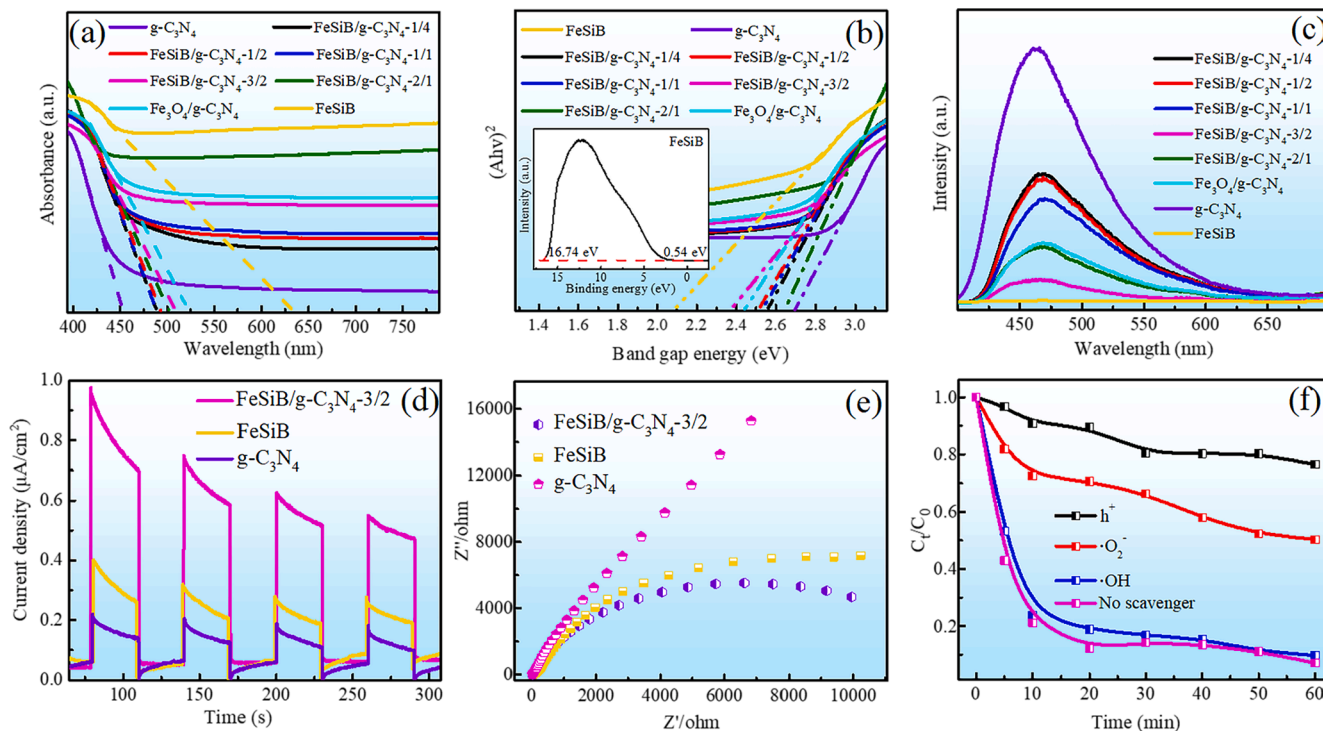 (a)
g-C₃N₄
FeSiB/g-C₃N₄-1/4
FeSiB/g-C₃N₄-1/2
FeSiB/g-C₃N₄-1/1
FeSiB/g-C₃N₄-3/2
FeSiB/g-C₃N₄-2/1
Fe₃O₄/g-C₃N₄
FeSiB
Absorbance (a.u.)
400 450 500 550 600 650 700 750
Wavelength (nm)
(b)
FeSiB
g-C₃N₄
FeSiB/g-C₃N₄-1/4
FeSiB/g-C₃N₄-1/2
FeSiB/g-C₃N₄-1/1
FeSiB/g-C₃N₄-3/2
FeSiB/g-C₃N₄-2/1
Fe₃O₄/g-C₃N₄
(Ahv)²
FeSiB
Intensity (a.u.)
16.74 eV
0.54 eV
15 10 5 0
Binding energy (eV)
1.4 1.6 1.8 2.0 2.2 2.4 2.6 2.8 3.0
Band gap energy (eV)
(c)
FeSiB/g-C₃N₄-1/4
FeSiB/g-C₃N₄-1/2
FeSiB/g-C₃N₄-1/1
FeSiB/g-C₃N₄-3/2
FeSiB/g-C₃N₄-2/1
Fe₃O₄/g-C₃N₄
g-C₃N₄
FeSiB
Intensity (a.u.)
450 500 550 600 650
Wavelength (nm)
(d)
FeSiB/g-C₃N₄-3/2
FeSiB
g-C₃N₄
Current density (μA/cm²)
1.0
0.8
0.6
0.4
0.2
0.0
100 150 200 250 300
Time (s)
(e)
FeSiB/g-C₃N₄-3/2
FeSiB
g-C₃N₄
Z''/ohm
16000
12000
8000
4000
0
0 2000 4000 6000 8000 10000
Z'/ohm
(f)
h⁺
·O₂⁻
·OH
No scavenger
Cₜ/C₀
1.0
0.8
0.6
0.4
0.2
0 10 20 30 40 50 60
Time (min)